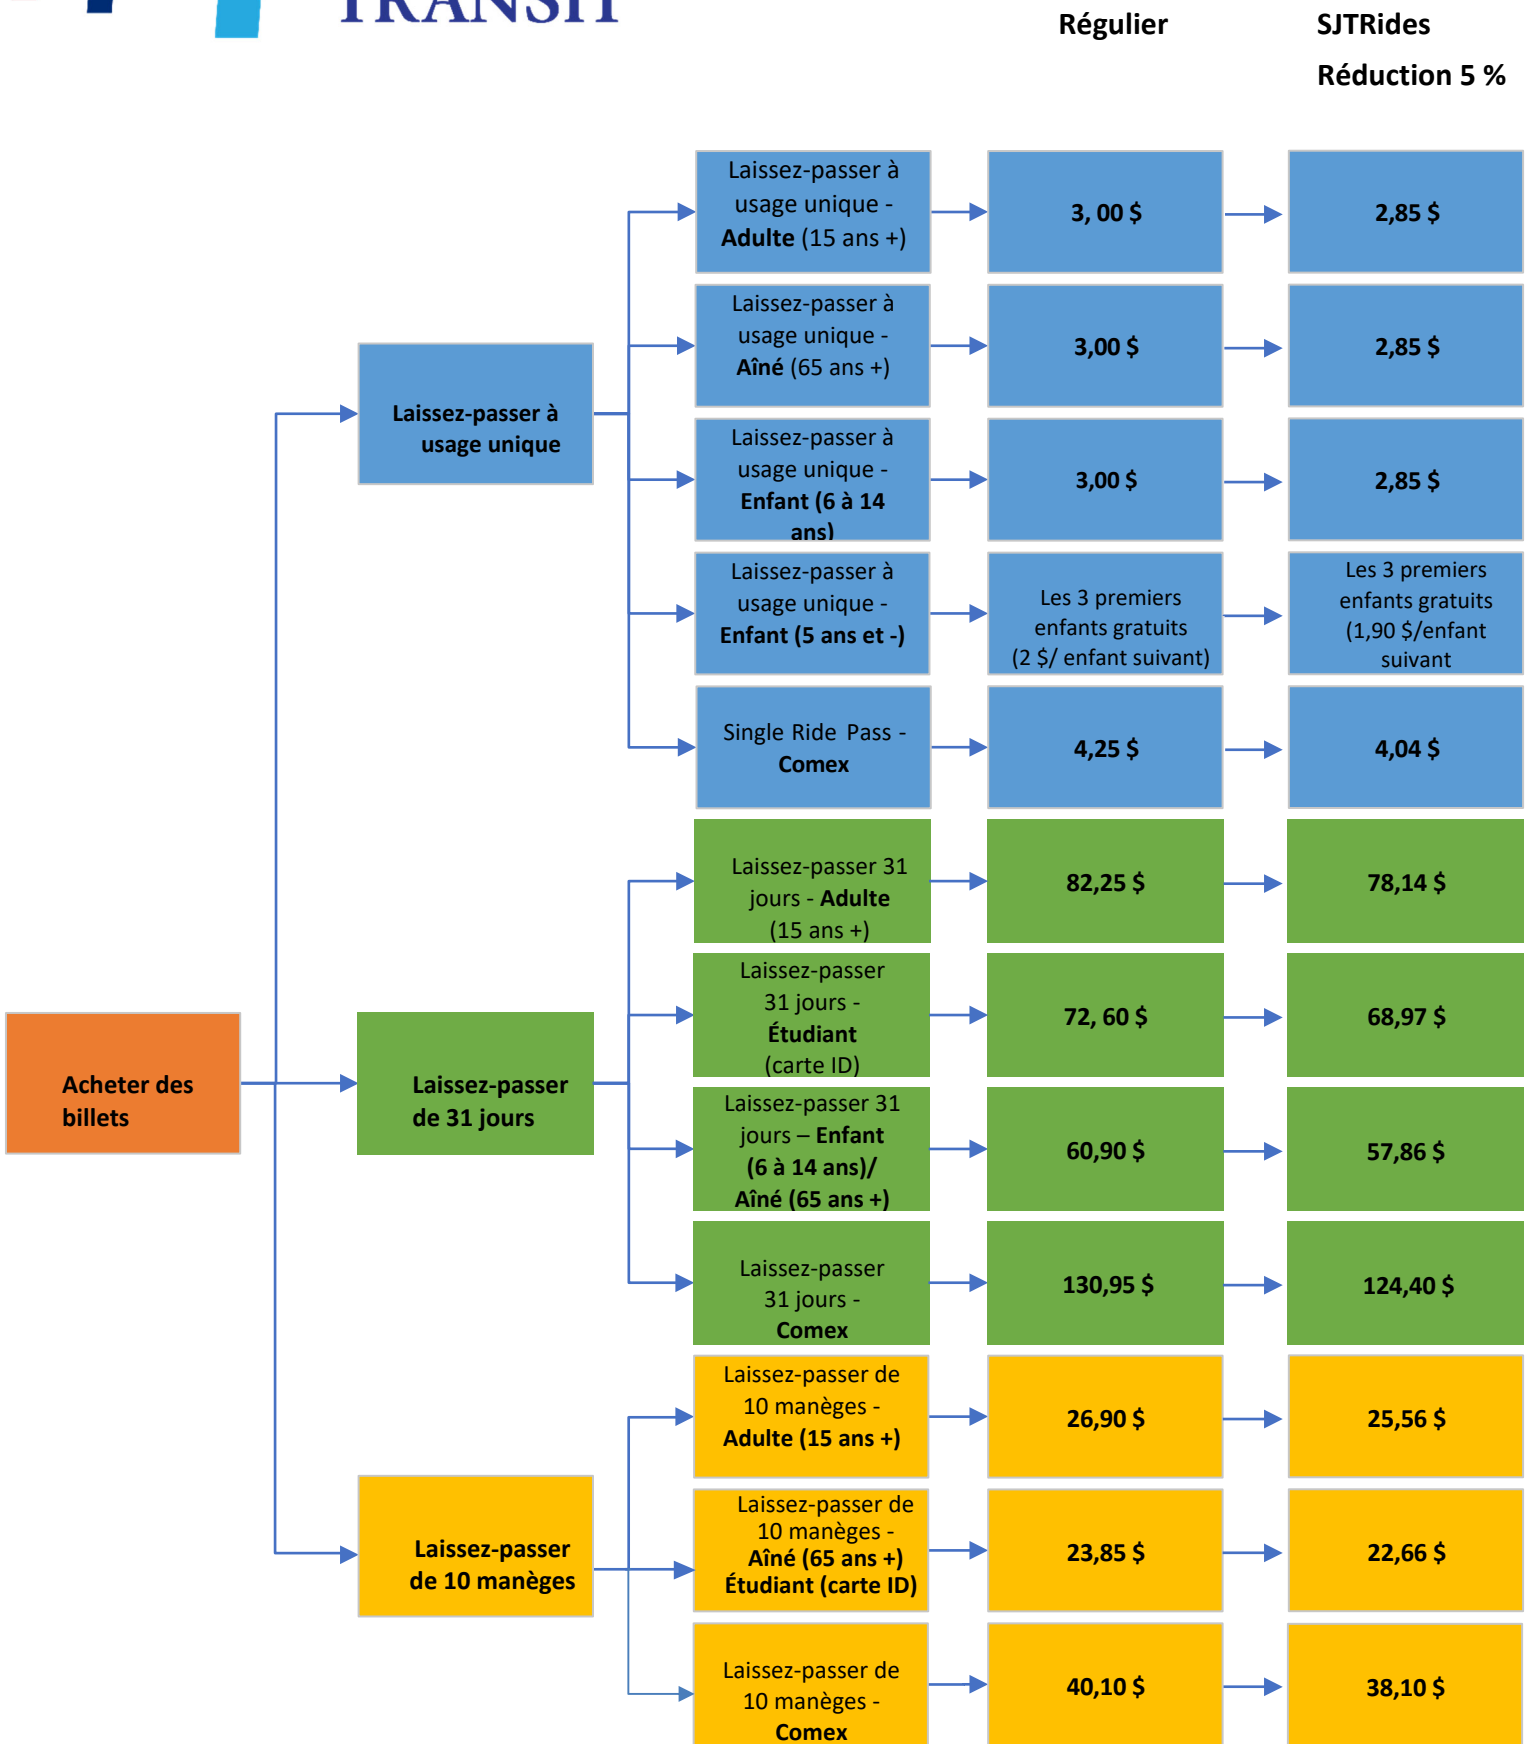 TRANSIT
Régulier
SJTRides
Réduction 5 %
Laissez-passer à
usage unique -
Adulte (15 ans +)
3, 00 $
2,85 $
Laissez-passer à
usage unique -
Aîné (65 ans +)
3,00 $
2,85 $
Laissez-passer à
usage unique
Laissez-passer à
usage unique -
Enfant (6 à 14
ans)
3,00 $
2,85 $
Laissez-passer à
usage unique -
Enfant (5 ans et -)
Les 3 premiers
enfants gratuits
(2 $/ enfant suivant)
Les 3 premiers
enfants gratuits
(1,90 $/enfant
suivant
Single Ride Pass -
Comex
4,25 $
4,04 $
Laissez-passer 31
jours - Adulte
(15 ans +)
82,25 $
78,14 $
Laissez-passer
31 jours -
Étudiant
(carte ID)
72, 60 $
68,97 $
Acheter des
billets
Laissez-passer
de 31 jours
Laissez-passer 31
jours – Enfant
(6 à 14 ans)/
Aîné (65 ans +)
60,90 $
57,86 $
Laissez-passer
31 jours -
Comex
130,95 $
124,40 $
Laissez-passer de
10 manèges -
Adulte (15 ans +)
26,90 $
25,56 $
Laissez-passer
de 10 manèges
Laissez-passer de
10 manèges -
Aîné (65 ans +)
Étudiant (carte ID)
23,85 $
22,66 $
Laissez-passer de
10 manèges -
Comex
40,10 $
38,10 $